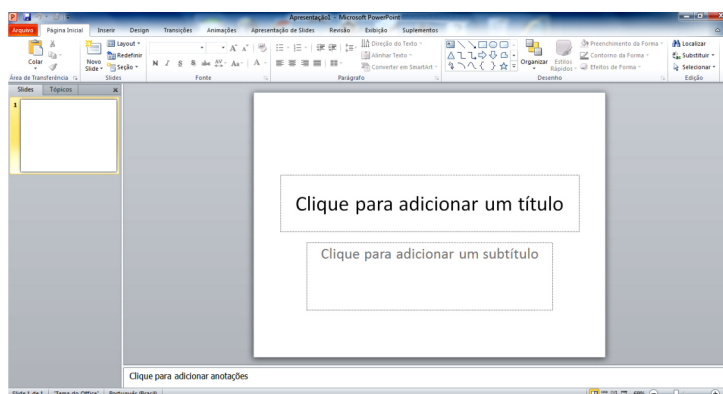 Apresentação1 - Microsoft PowerPoint
Arquivo Página Inicial Inserir Design Transições Animações Apresentação de Slides Revisão Exibição Suplementos
Colar
Área de Transferência
Novo Slide
Layout
Redefinir
Seção
Slides
N I S S abc AV Aa A
Fonte
Direção do Texto
Alinhar Texto
Converter em SmartArt
Parágrafo
Organizar
Estilos Rápidos
Preenchimento da Forma
Contorno da Forma
Efeitos de Forma
Desenho
Localizar
Substituir
Selecionar
Edição
Slides Tópicos
1
Clique para adicionar um título
Clique para adicionar um subtítulo
Clique para adicionar anotações
Slide 1 de 1 "Tema do Office" Português (Brasil) 68%